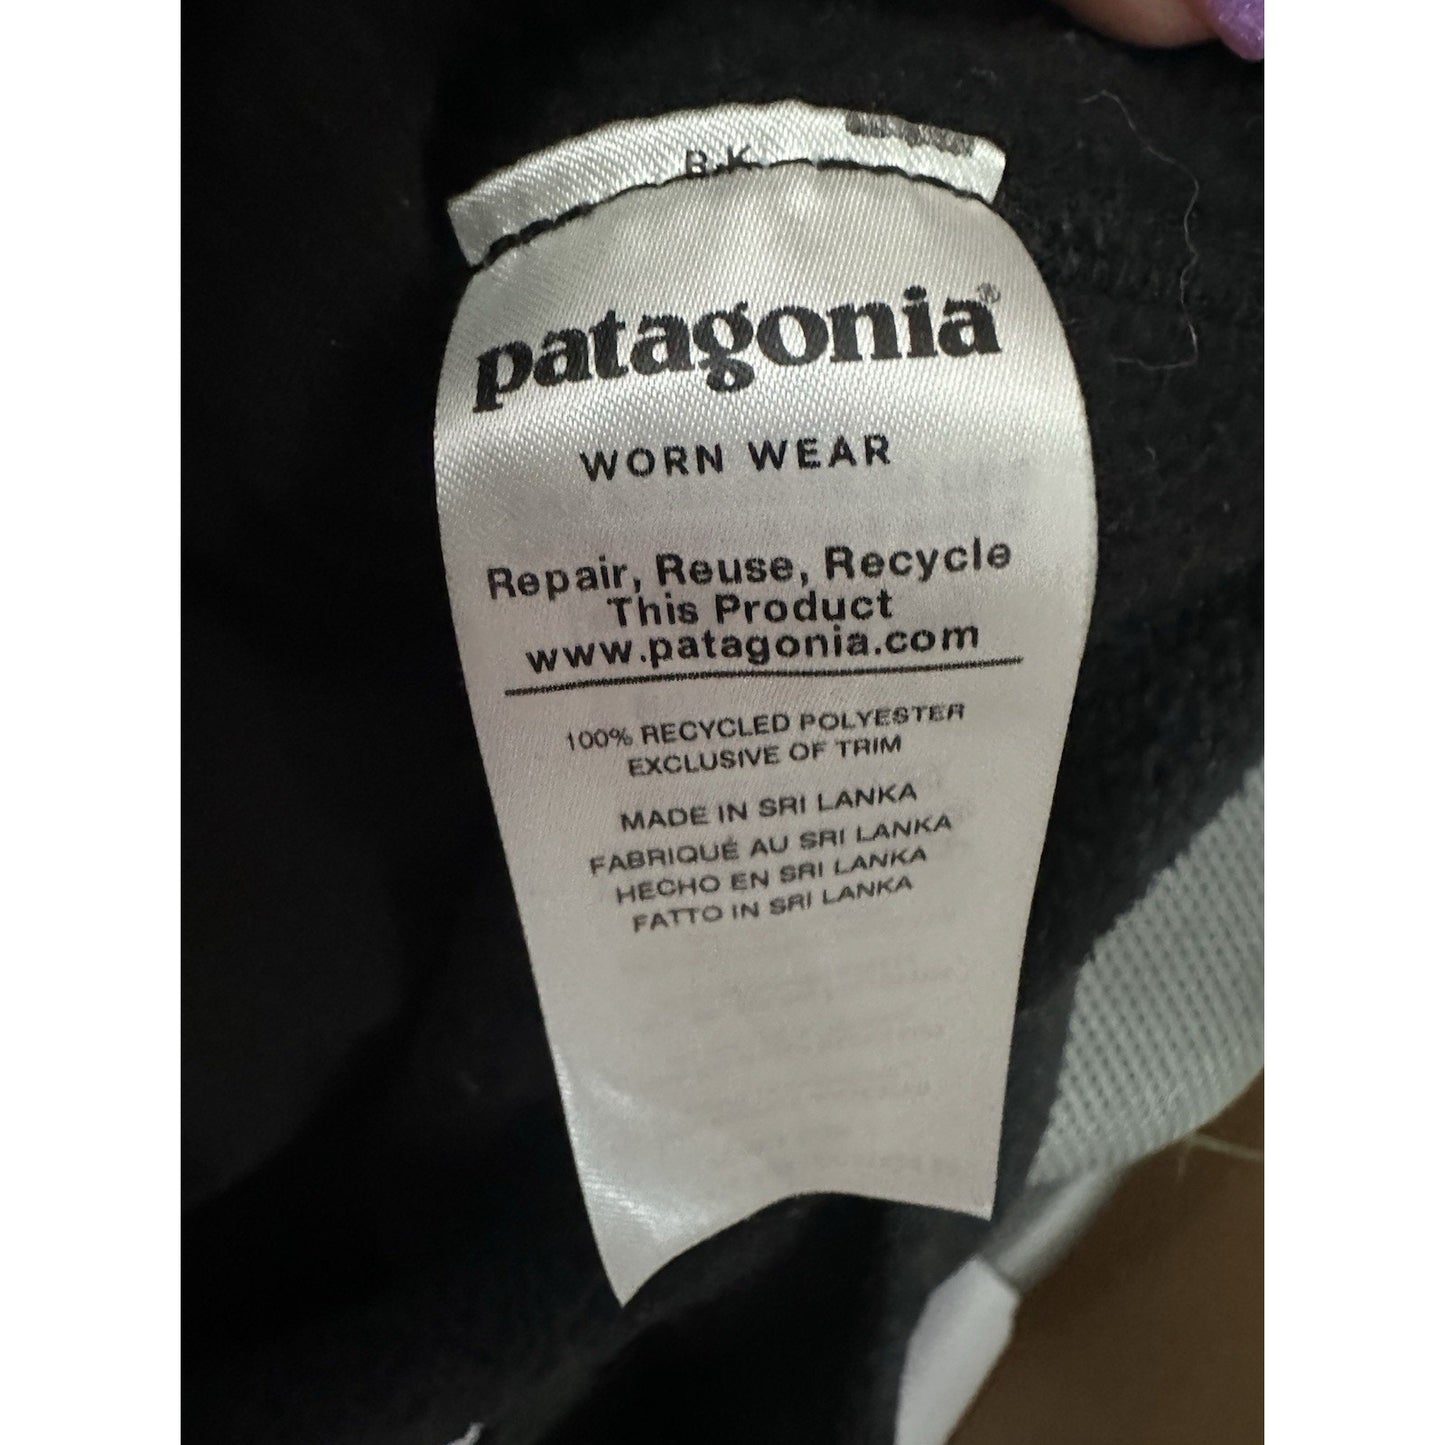 B.K.
patagonia®
WORN WEAR
Repair, Reuse, Recycle
This Product
www.patagonia.com
100% RECYCLED POLYESTER
EXCLUSIVE OF TRIM
MADE IN SRI LANKA
FABRIQUÉ AU SRI LANKA
HECHO EN SRI LANKA
FATTO IN SRI LANKA